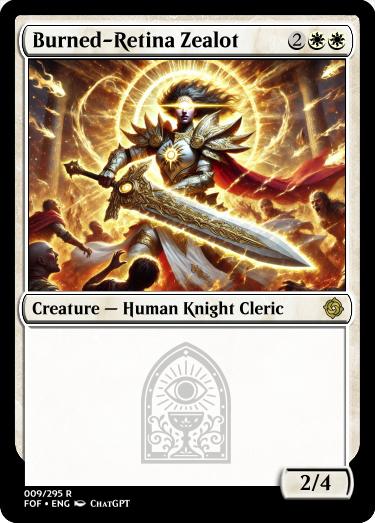 Burned-Retina Zealot 2
Creature — Human Knight Cleric
2/4
009/295 R
FOF • ENG ChatGPT